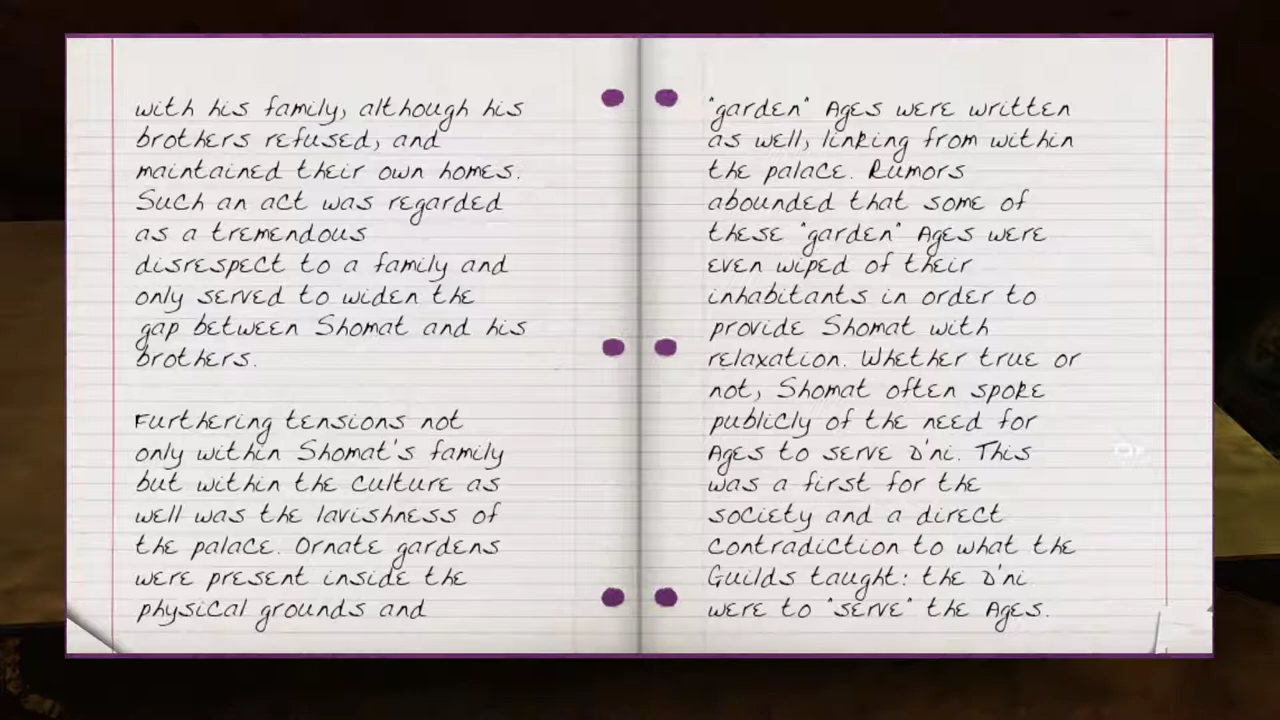 with his family, although his
brothers refused, and
maintained their own homes.
Such an act was regarded
as a tremendous
disrespect to a family and
only served to widen the
gap between Shomat and his
brothers.
Furthering tensions not
only within Shomat's family
but within the culture as
well was the lavishness of
the palace. Ornate gardens
were present inside the
physical grounds and
"garden" Ages were written
as well, linking from within
the palace. Rumors
abounded that some of
these "garden" Ages were
even wiped of their
inhabitants in order to
provide Shomat with
relaxation. Whether true or
not, Shomat often spoke
publicly of the need for
Ages to serve D'ni. This
was a first for the
society and a direct
contradiction to what the
Guilds taught: the D'ni
were to "serve" the Ages.